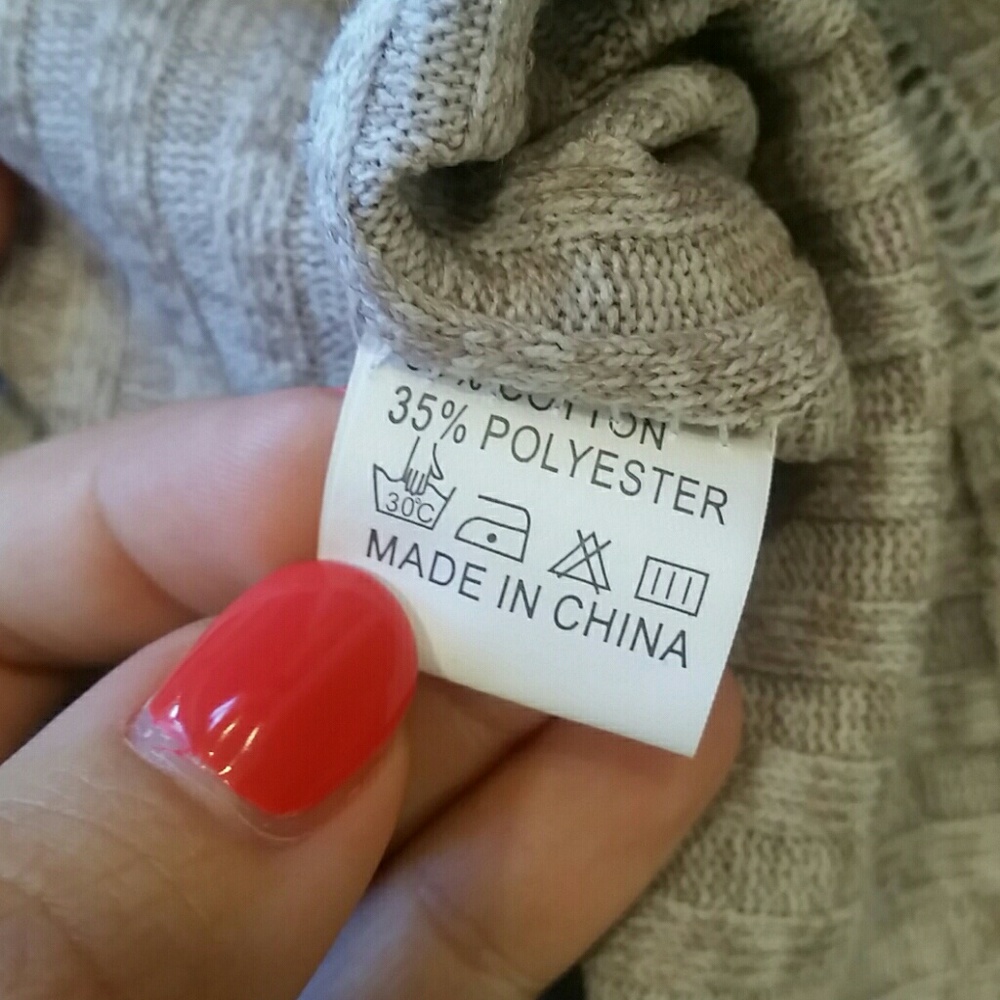 % COTTON
35% POLYESTER
30°C
MADE IN CHINA